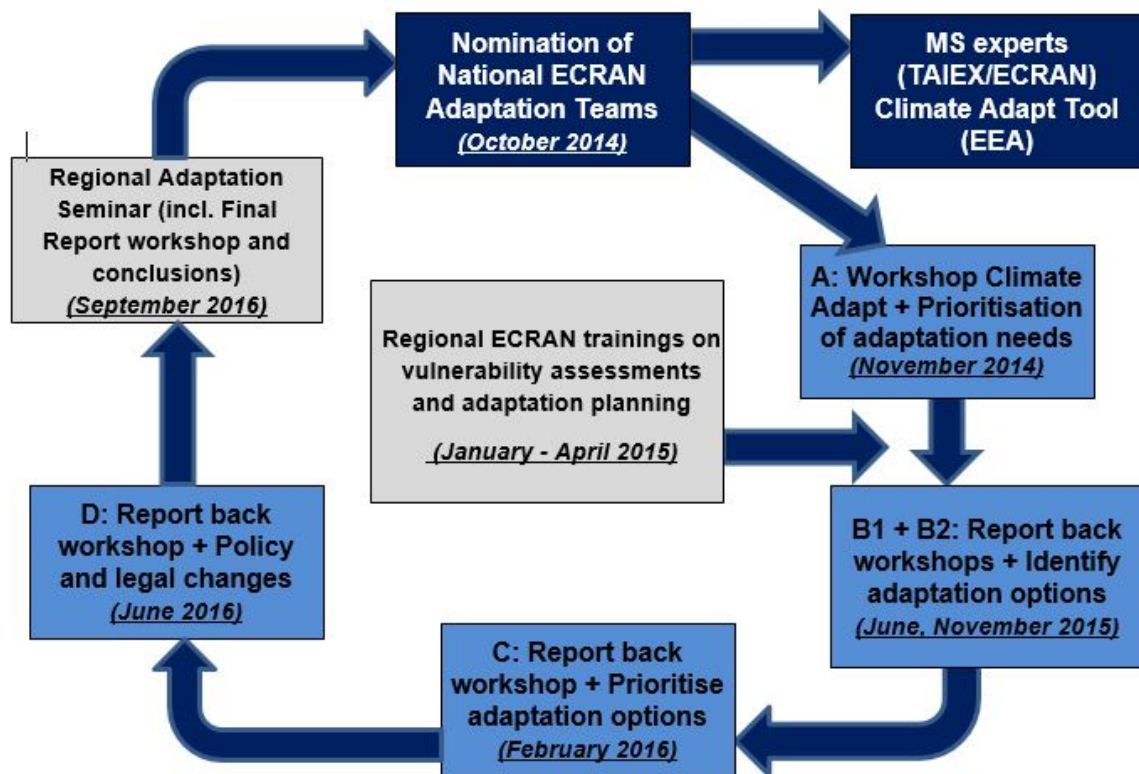 Nomination of
National ECRAN
Adaptation Teams
(October 2014)
MS experts
(TAIEX/ECRAN)
Climate Adapt Tool
(EEA)
Regional Adaptation
Seminar (incl. Final
Report workshop and
conclusions)
(September 2016)
A: Workshop Climate
Adapt + Prioritisation
of adaptation needs
(November 2014)
Regional ECRAN trainings on
vulnerability assessments
and adaptation planning
(January - April 2015)
D: Report back
workshop + Policy
and legal changes
(June 2016)
B1 + B2: Report back
workshops + Identify
adaptation options
(June, November 2015)
C: Report back
workshop + Prioritise
adaptation options
(February 2016)